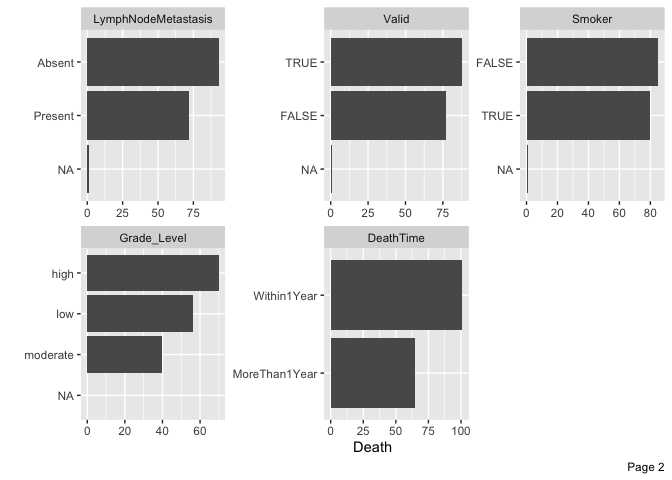 LymphNodeMetastasis
Absent
Present
NA
0 25 50 75
Valid
TRUE
FALSE
NA
0 25 50 75
Smoker
FALSE
TRUE
NA
0 20 40 60 80
Grade_Level
high
low
moderate
NA
0 20 40 60
DeathTime
Within1Year
MoreThan1Year
0 25 50 75 100
Death
Page 2